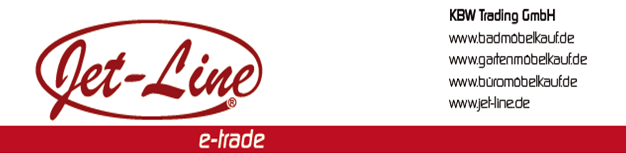 Jet-Line®
e-trade
KBW Trading GmbH
www.badmöbelkauf.de
www.gartenmöbelkauf.de
www.büromöbelkauf.de
www.jet-line.de